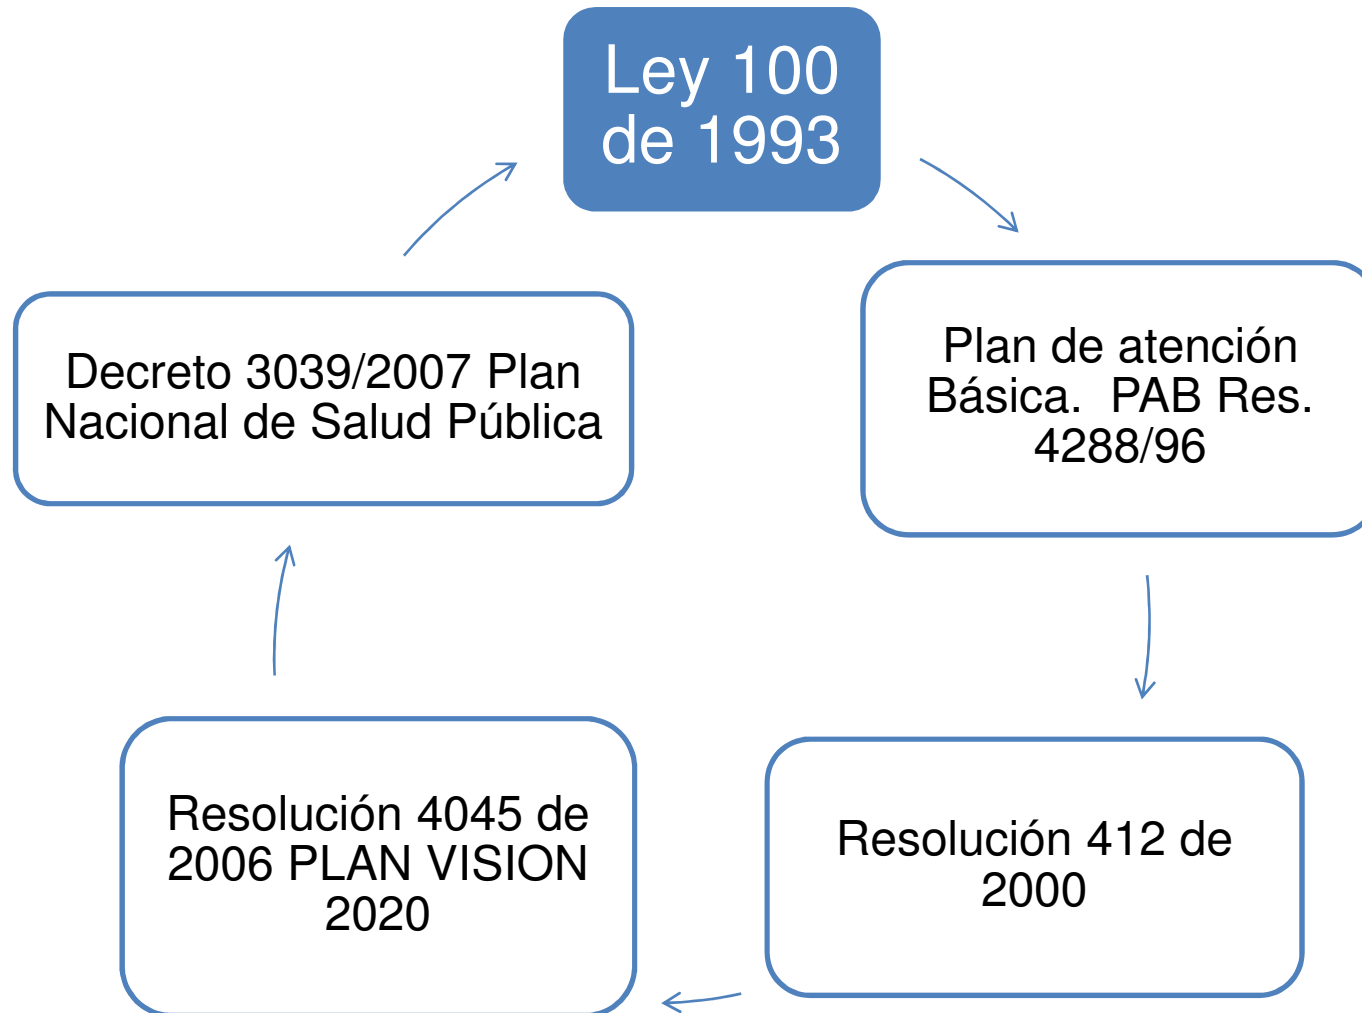 Ley 100
de 1993
Plan de atención
Básica.  PAB Res.
4288/96
Resolución 412 de
2000
Resolución 4045 de
2006 PLAN VISION
2020
Decreto 3039/2007 Plan
Nacional de Salud Pública